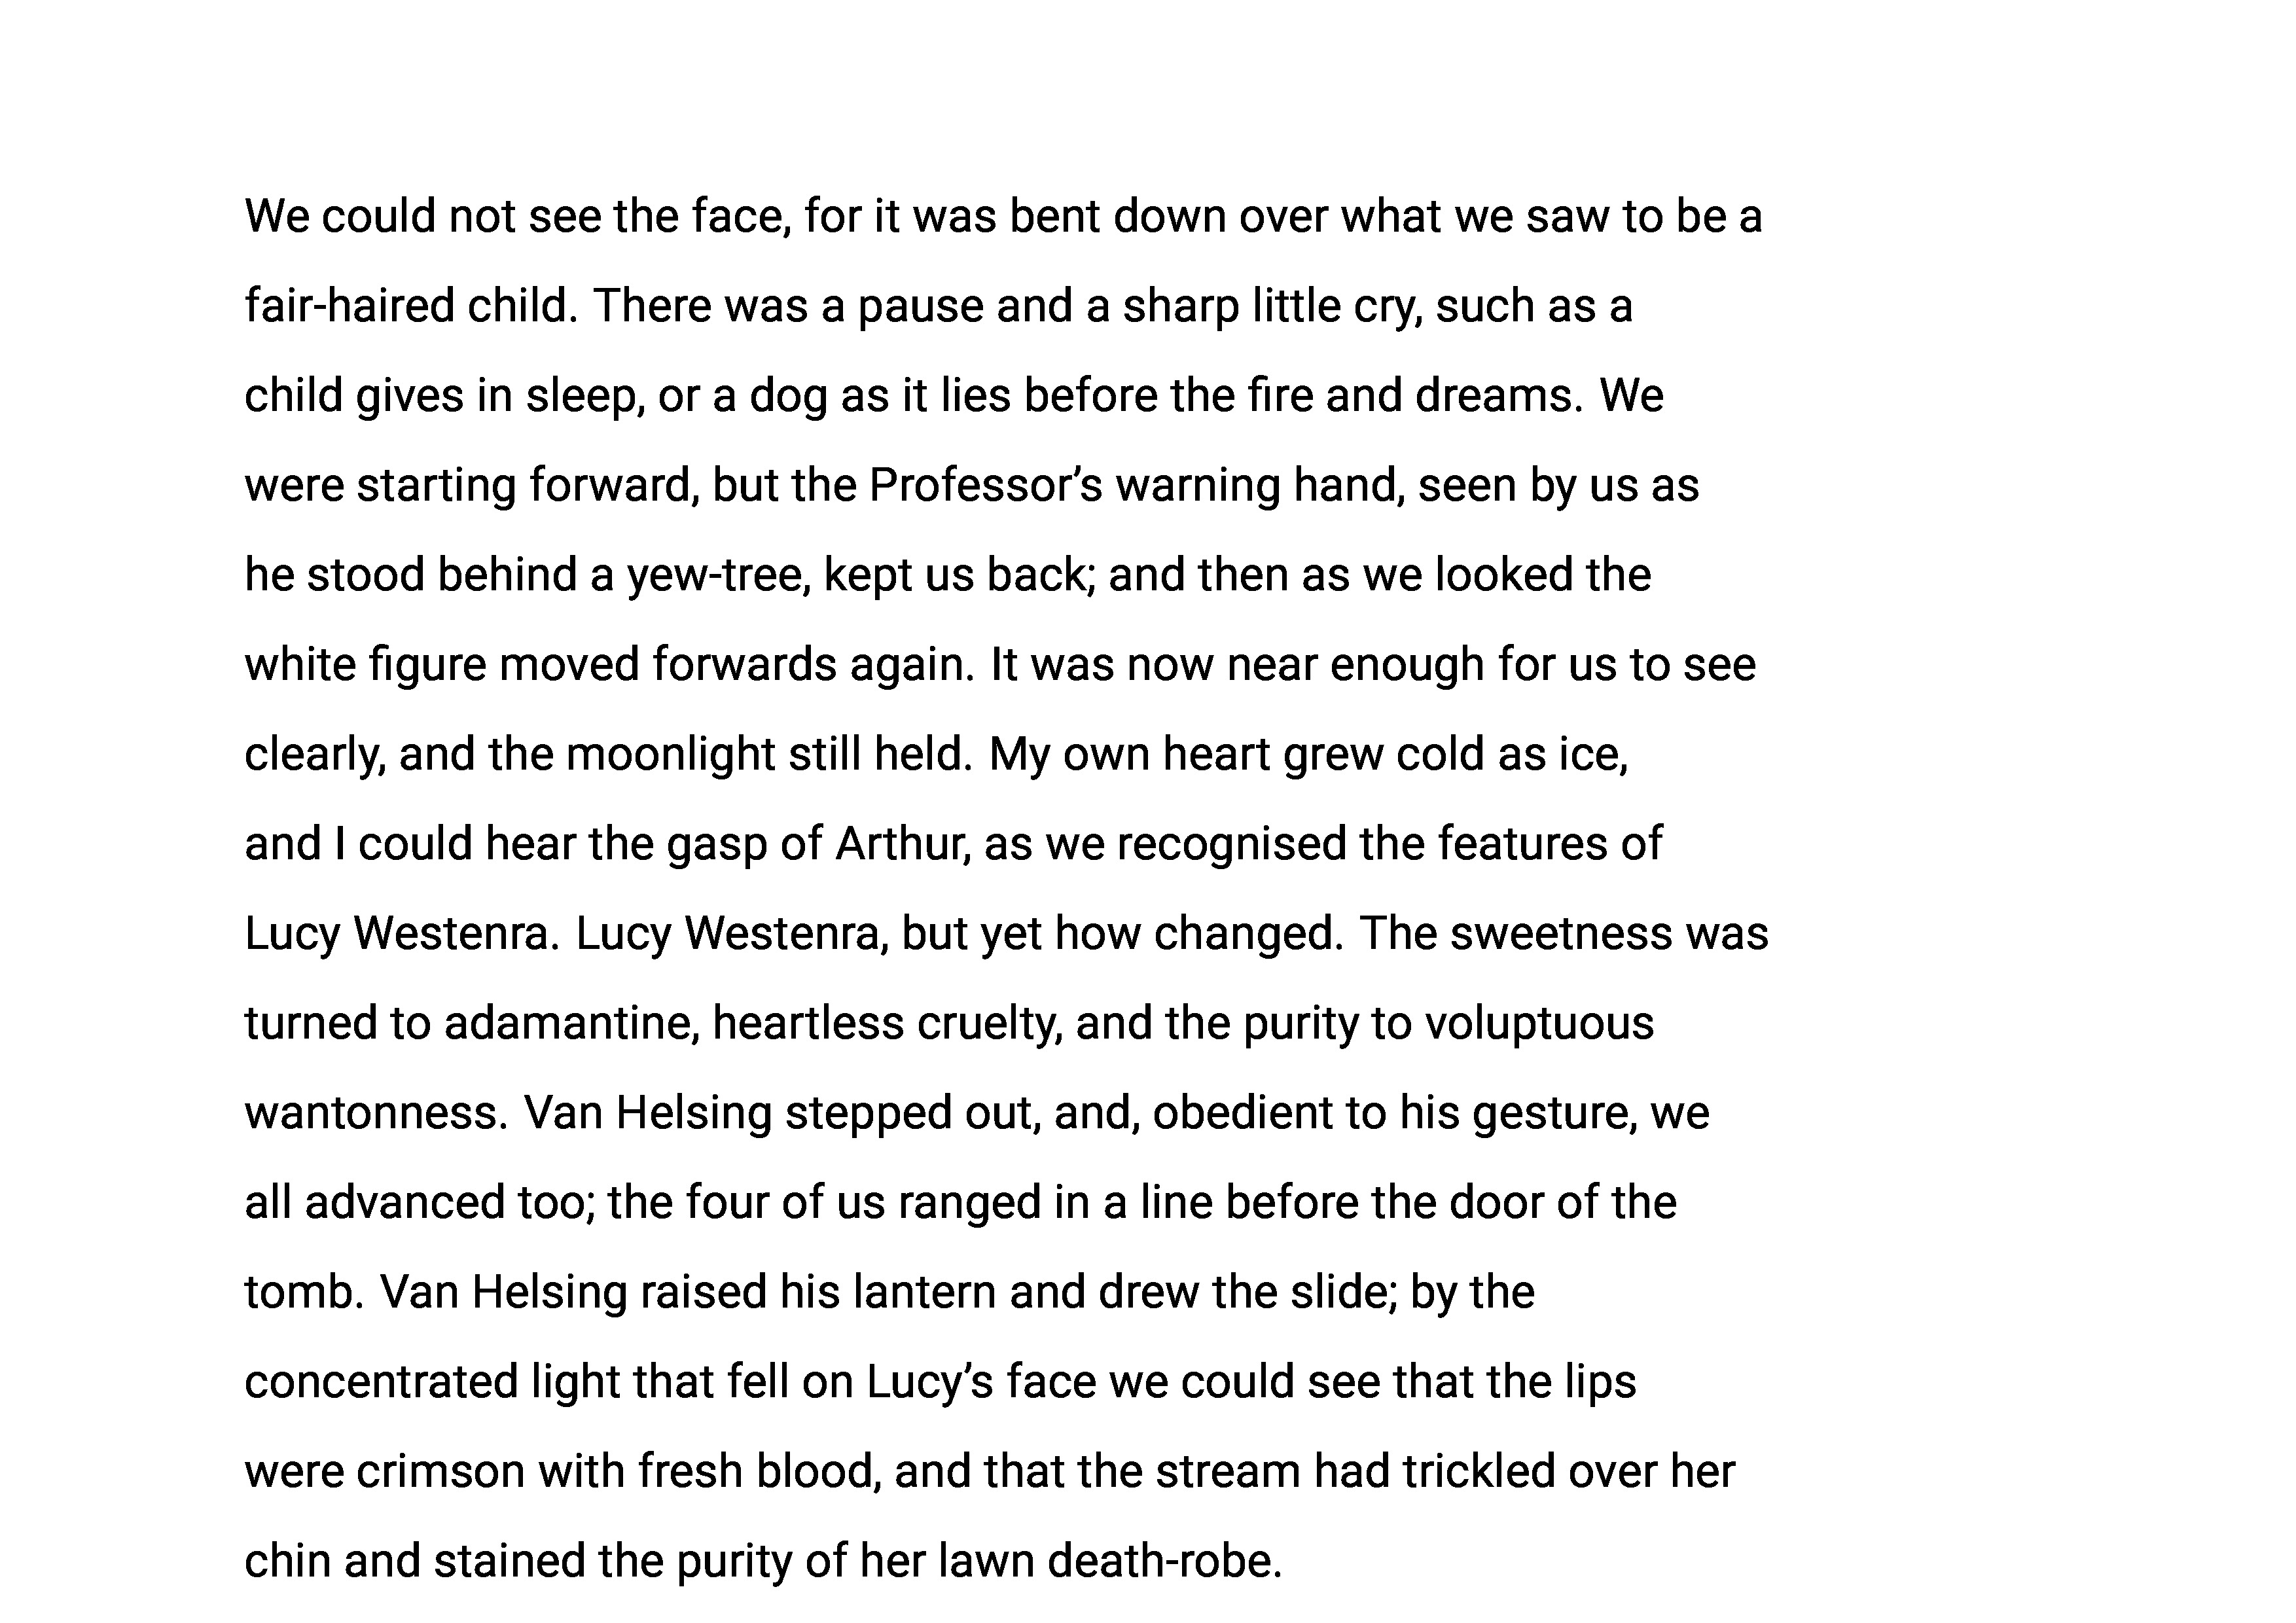 We could not see the face, for it was bent down over what we saw to be a
fair-haired child. There was a pause and a sharp little cry, such as a
child gives in sleep, or a dog as it lies before the fire and dreams. We
were starting forward, but the Professor’s warning hand, seen by us as
he stood behind a yew-tree, kept us back; and then as we looked the
white figure moved forwards again. It was now near enough for us to see
clearly, and the moonlight still held. My own heart grew cold as ice,
and I could hear the gasp of Arthur, as we recognised the features of
Lucy Westenra. Lucy Westenra, but yet how changed. The sweetness was
turned to adamantine, heartless cruelty, and the purity to voluptuous
wantonness. Van Helsing stepped out, and, obedient to his gesture, we
all advanced too; the four of us ranged in a line before the door of the
tomb. Van Helsing raised his lantern and drew the slide; by the
concentrated light that fell on Lucy’s face we could see that the lips
were crimson with fresh blood, and that the stream had trickled over her
chin and stained the purity of her lawn death-robe.